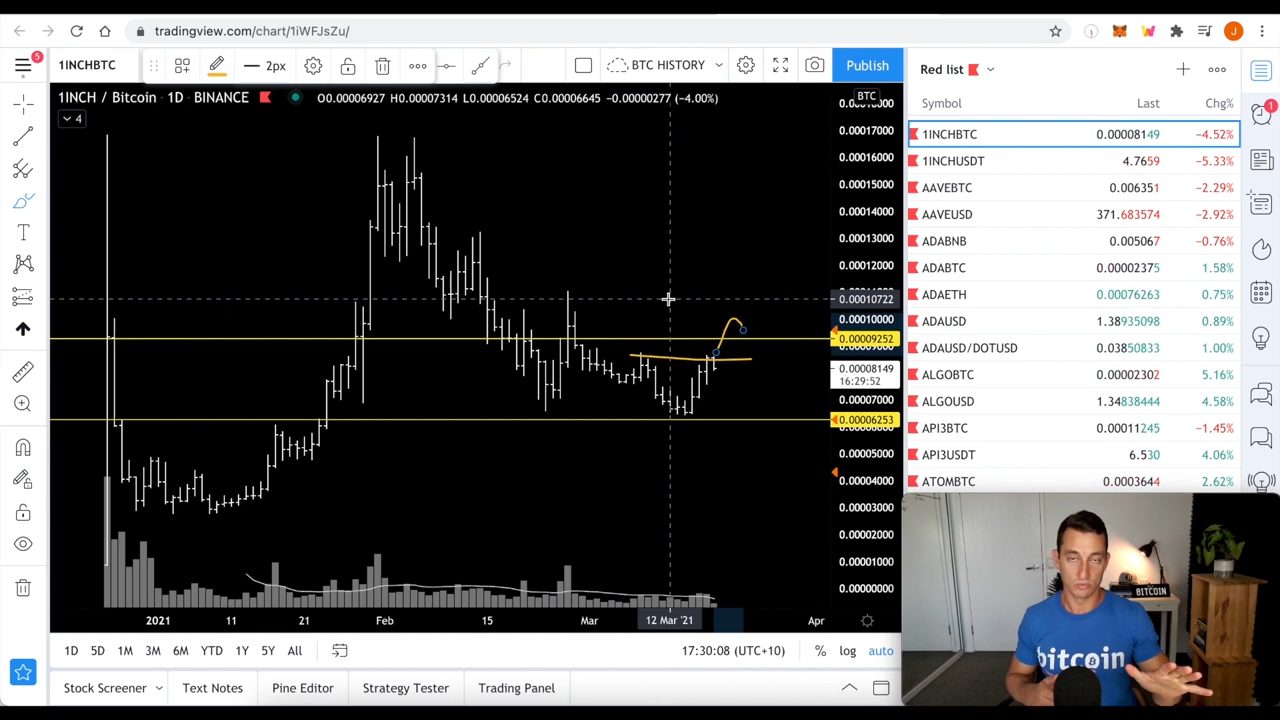 tradingview.com/chart/1iWFJsZu/
J
5
1INCHBTC
2px
BTC HISTORY
Publish
Red list
1INCH / Bitcoin · 1D · BINANCE
O0.00006927 H0.00007314 L0.00006524 C0.00006645 −0.00000277 (−4.00%)
BTC
4
Symbol Last Chg%
1INCHBTC 0.00008149 −4.52%
1INCHUSDT 4.7659 −5.33%
AAVEBTC 0.006351 −2.29%
AAVEUSD 371.683574 −2.92%
ADABNB 0.005067 −0.76%
ADABTC 0.00002375 1.58%
ADAETH 0.00076263 0.75%
ADAUSD 1.38935098 0.89%
ADAUSD/DOTUSD 0.03850833 1.00%
ALGOBTC 0.00002302 5.16%
ALGOUSD 1.34838444 4.58%
API3BTC 0.00011245 −1.45%
API3USDT 6.530 4.06%
ATOMBTC 0.0003644 2.62%
1
0.00017000
0.00016000
0.00015000
0.00014000
0.00013000
0.00012000
0.00010722
0.00010000
0.00009252
0.00008149
16:29:52
0.00007000
0.00006253
0.00005000
0.00004000
0.00003000
0.00002000
0.00001000
0.00000000
2021 11 21 Feb 15 Mar 12 Mar '21 Apr
1D 5D 1M 3M 6M YTD 1Y 5Y All
17:30:08 (UTC+10) % log auto
Stock Screener Text Notes Pine Editor Strategy Tester Trading Panel
BITCOIN
bitcoin